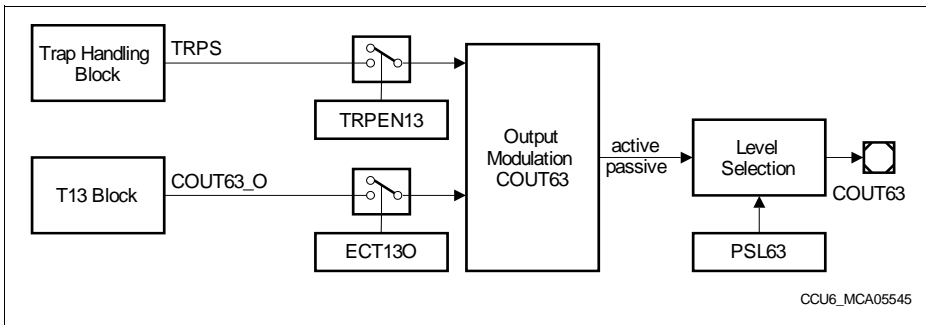 Trap Handling
Block
TRPS
TRPEN13
T13 Block
COUT63_O
ECT13O
Output
Modulation
COUT63
active
passive
Level
Selection
COUT63
PSL63
CCU6_MCA05545